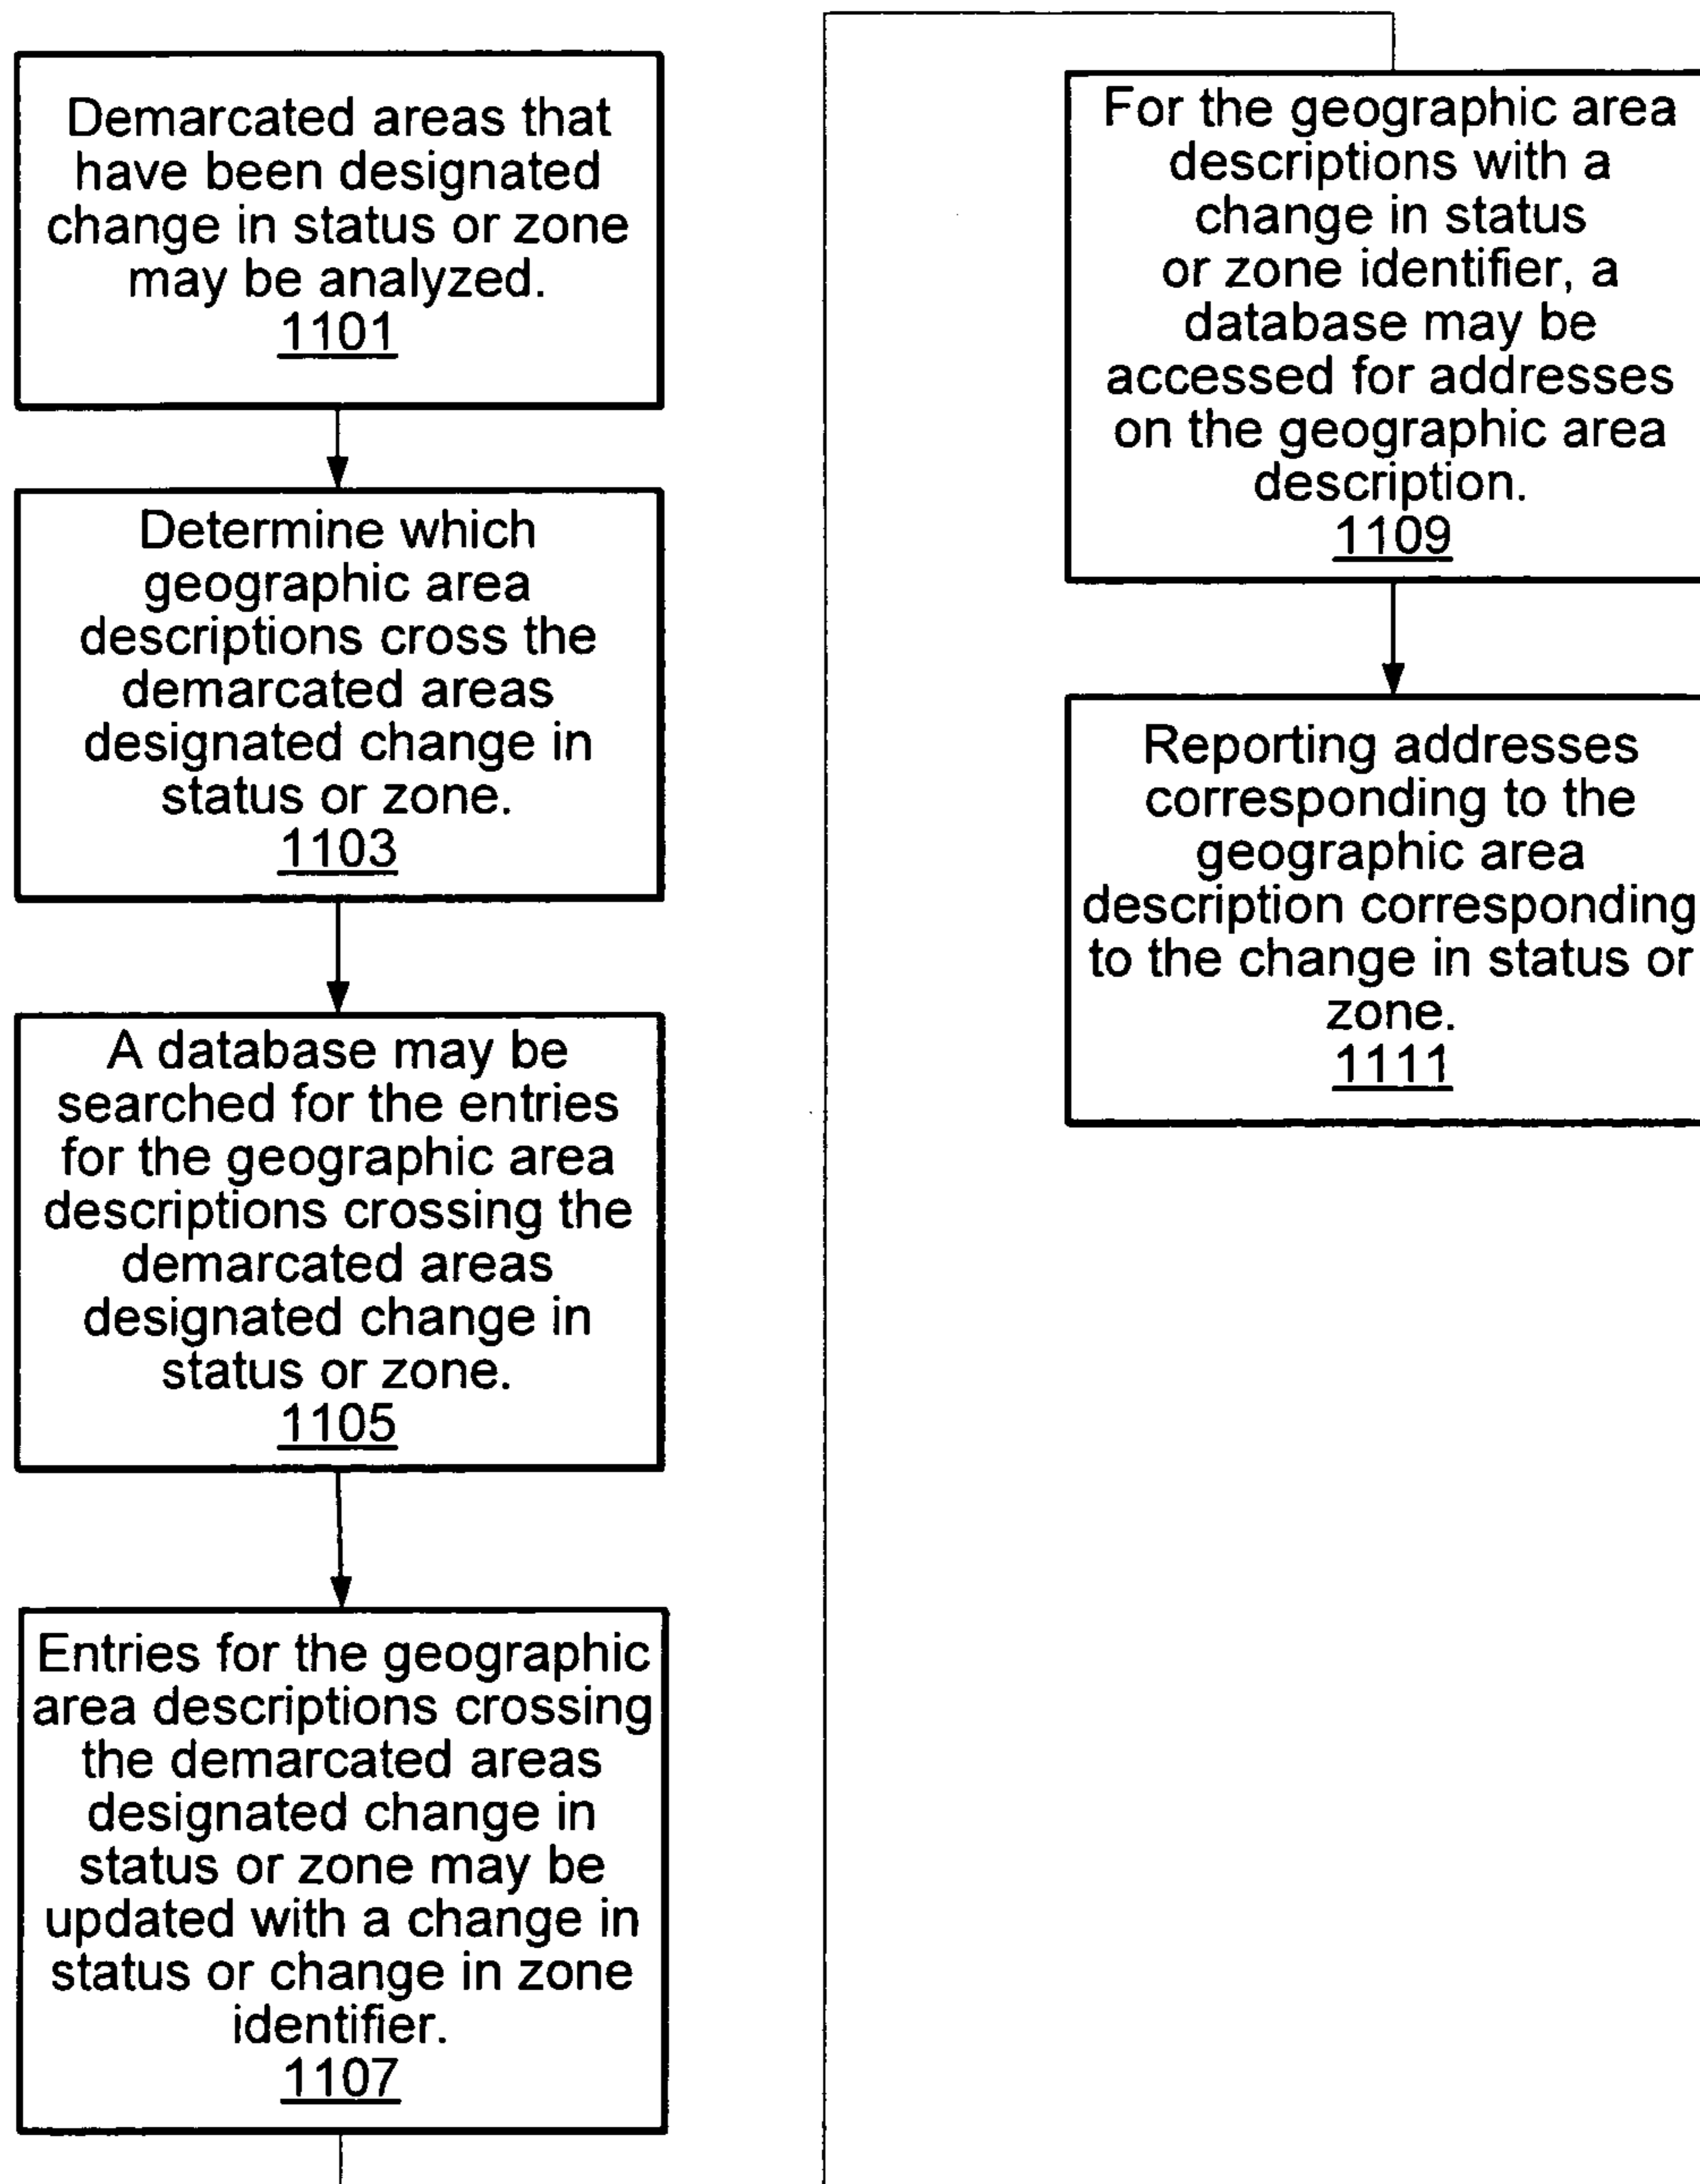 Demarcated areas that
have been designated
change in status or zone
may be analyzed.
1101
Determine which
geographic area
descriptions cross the
demarcated areas
designated change in
status or zone.
1103
A database may be
searched for the entries
for the geographic area
descriptions crossing the
demarcated areas
designated change in
status or zone.
1105
Entries for the geographic
area descriptions crossing
the demarcated areas
designated change in
status or zone may be
updated with a change in
status or change in zone
identifier.
1107
For the geographic area
descriptions with a
change in status
or zone identifier, a
database may be
accessed for addresses
on the geographic area
description.
1109
Reporting addresses
corresponding to the
geographic area
description corresponding
to the change in status or
zone.
1111